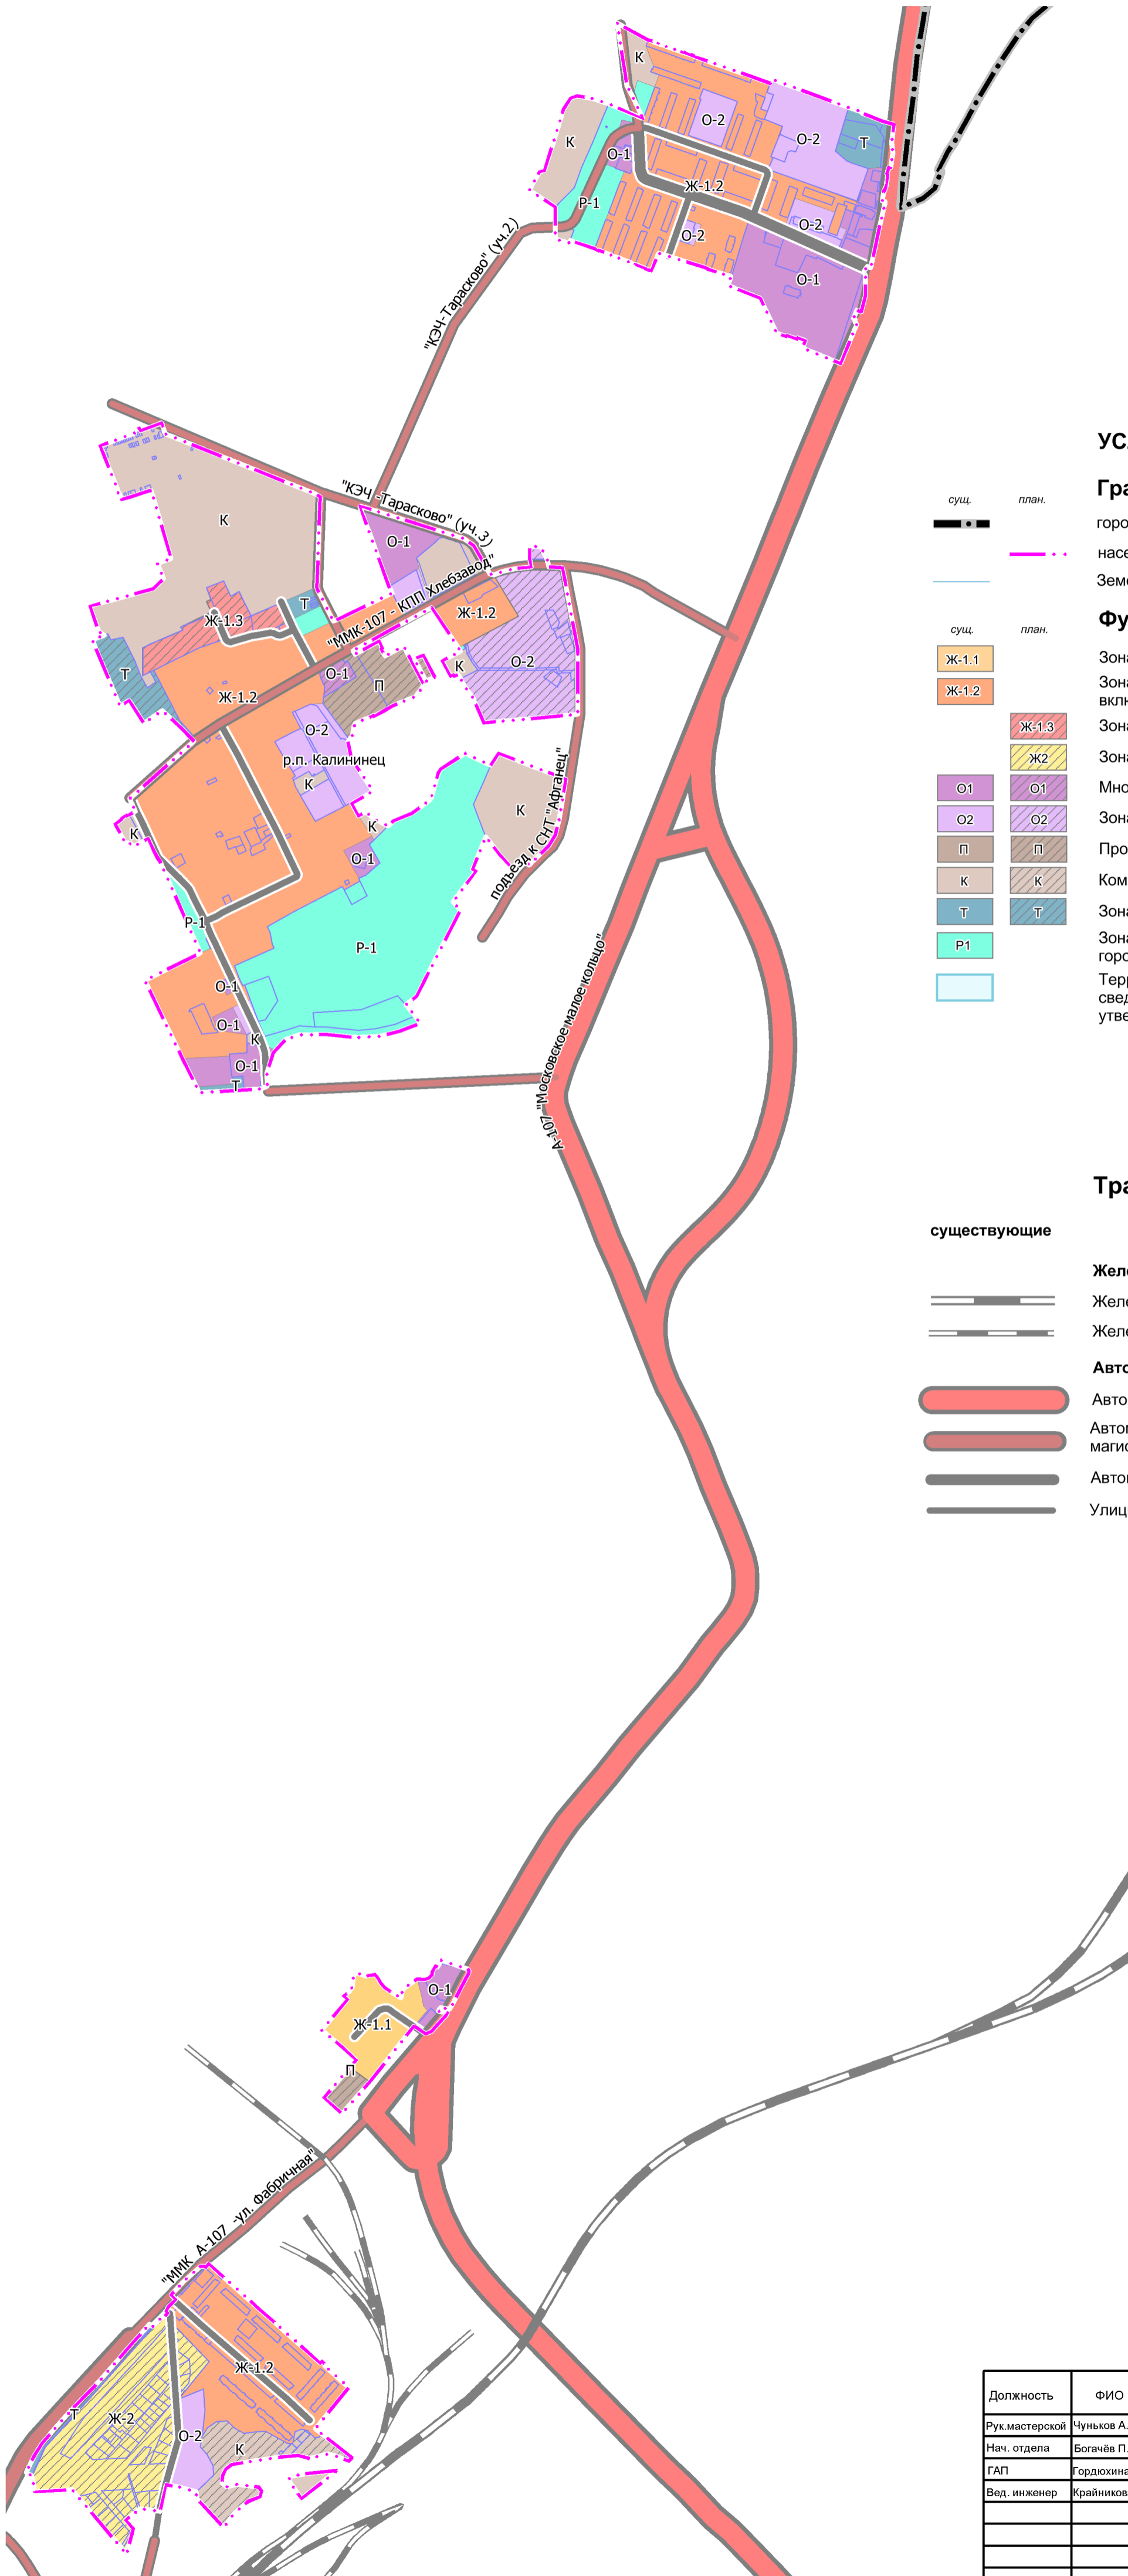 К
О-2
О-2
Т
К
О-1
Ж-1.2
Р-1
О-2
О-2
О-1
"КЭЧ-Тарасково" (уч.2)
"КЭЧ -Тарасково" (уч.3)
К
О-1
"ММК-107 - КПП Хлебзавод"
Т
Ж-1.3
Ж-1.2
О-2
К
Т
О-1
П
Ж-1.2
О-2
р.п. Калининец
К
К
К
К
О-1
подъезд к СНТ "Афганец"
Р-1
Р-1
О-1
О-1
К
О-1
Т
А-107 "Московское малое кольцо"
О-1
Ж-1.1
П
"ММК А-107 -ул. Фабричная"
Ж-1.2
Ж-2
Т
О-2
К
УС
Гра
сущ. план.
горо
насе
Земе
Фу
сущ. план.
Ж-1.1 Зона
Ж-1.2 Зона
вклю
Ж-1.3 Зона
Ж2 Зона
О1 О1 Мно
О2 О2 Зона
П П Про
К К Ком
Т Т Зона
Р1 Зона
горо
Терр
свед
утве
Тра
существующие
Желе
Желе
Желе
Авто
Авто
Автом
магис
Автом
Улиц
Должность ФИО
Рук.мастерской Чуньков А.
Нач. отдела Богачёв П.
ГАП Гордюхина
Вед. инженер Крайников